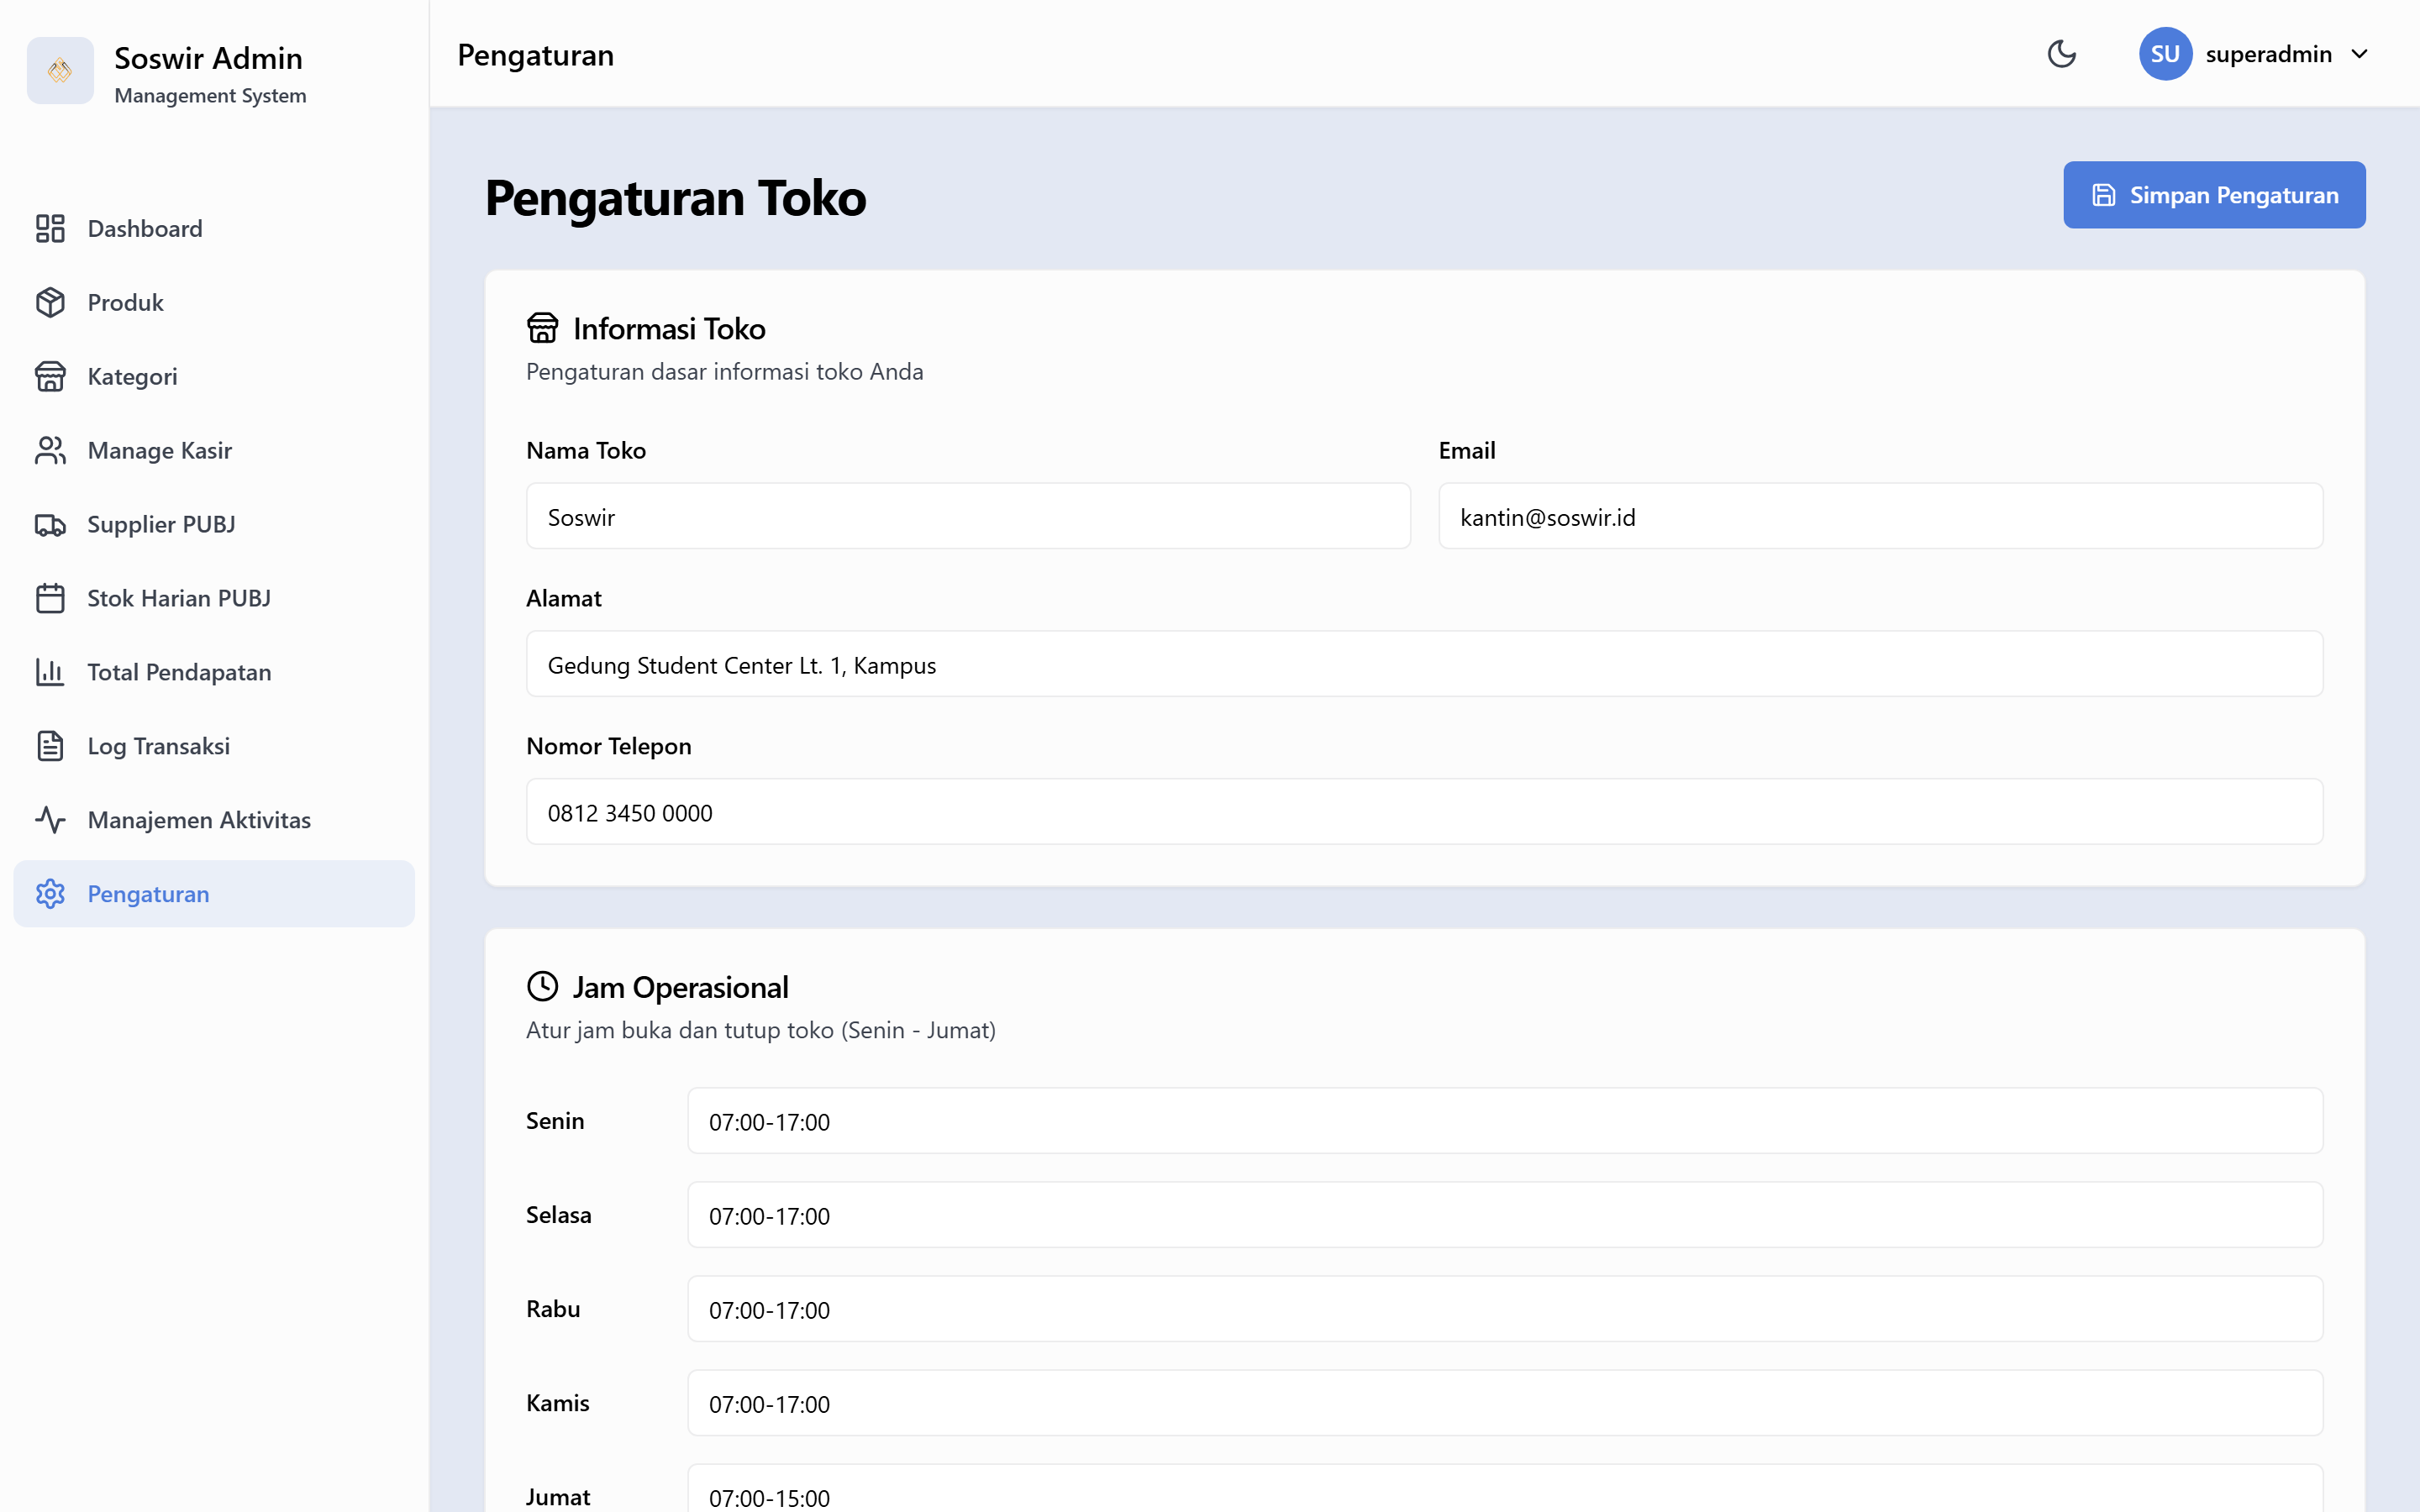 Soswir Admin
Management System
Dashboard
Produk
Kategori
Manage Kasir
Supplier PUBJ
Stok Harian PUBJ
Total Pendapatan
Log Transaksi
Manajemen Aktivitas
Pengaturan
Pengaturan
SU superadmin
Pengaturan Toko
Simpan Pengaturan
Informasi Toko
Pengaturan dasar informasi toko Anda
Nama Toko
Soswir
Email
kantin@soswir.id
Alamat
Gedung Student Center Lt. 1, Kampus
Nomor Telepon
0812 3450 0000
Jam Operasional
Atur jam buka dan tutup toko (Senin - Jumat)
Senin 07:00-17:00
Selasa 07:00-17:00
Rabu 07:00-17:00
Kamis 07:00-17:00
Jumat 07:00-15:00